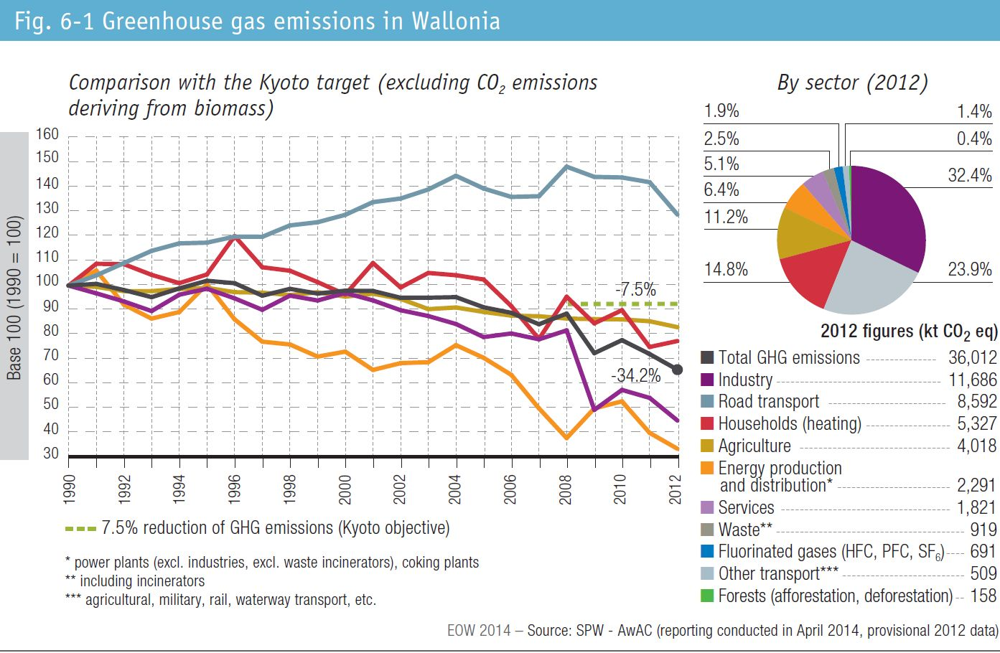 Fig. 6-1 Greenhouse gas emissions in Wallonia
Comparison with the Kyoto target (excluding CO2 emissions
deriving from biomass)
Base 100 (1990 = 100)
160
150
140
130
120
110
100
90
80
70
60
50
40
30
-7.5%
-34.2%
1990
1992
1994
1996
1998
2000
2002
2004
2006
2008
2010
2012
7.5% reduction of GHG emissions (Kyoto objective)
* power plants (excl. industries, excl. waste incinerators), coking plants
** including incinerators
*** agricultural, military, rail, waterway transport, etc.
By sector (2012)
1.9% 1.4%
2.5% 0.4%
5.1%
32.4%
6.4%
11.2%
14.8% 23.9%
2012 figures (kt CO2 eq)
Total GHG emissions 36,012
Industry 11,686
Road transport 8,592
Households (heating) 5,327
Agriculture 4,018
Energy production
and distribution* 2,291
Services 1,821
Waste** 919
Fluorinated gases (HFC, PFC, SF6) 691
Other transport*** 509
Forests (afforestation, deforestation) 158
EOW 2014 – Source: SPW - AwAC (reporting conducted in April 2014, provisional 2012 data)